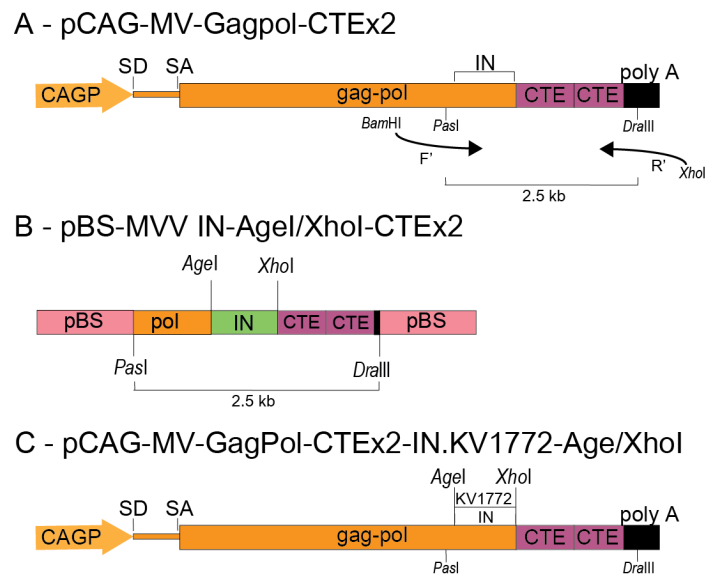 A - pCAG-MV-Gagpol-CTEx2
SD SA IN poly A
CAGP gag-pol CTE CTE
BamHI PasI DraIII
F' R' XhoI
2.5 kb
B - pBS-MVV IN-AgeI/XhoI-CTEx2
AgeI XhoI
pBS pol IN CTE CTE pBS
PasI DraIII
2.5 kb
C - pCAG-MV-GagPol-CTEx2-IN.KV1772-Age/XhoI
AgeI XhoI
SD SA KV1772 poly A
IN
CAGP gag-pol CTE CTE
PasI DraIII